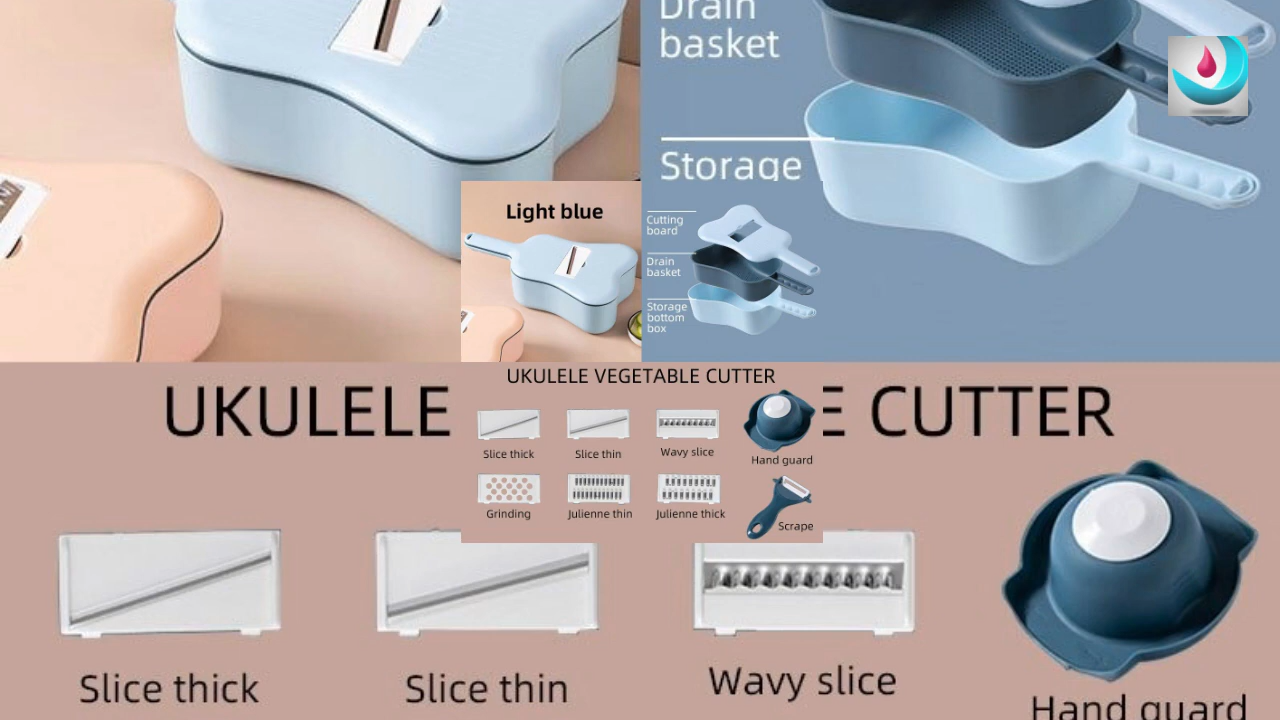 Drain
basket
Storage
Light blue
Cutting
board
Drain
basket
Storage
bottom
box
UKULELE
E CUTTER
UKULELE VEGETABLE CUTTER
Slice thick
Slice thin
Wavy slice
Hand guard
Grinding
Julienne thin
Julienne thick
Scrape
Slice thick
Slice thin
Wavy slice
Hand guard